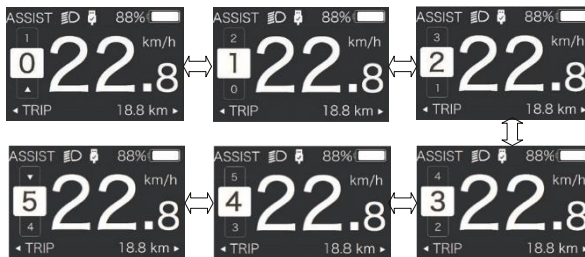 ASSIST 88%
1
km/h
0 22.8
▲
◂ TRIP 18.8 km ▸
ASSIST 88%
2
km/h
1 22.8
0
◂ TRIP 18.8 km ▸
ASSIST 88%
3
km/h
2 22.8
1
◂ TRIP 18.8 km ▸
ASSIST 88%
▼
km/h
5 22.8
4
◂ TRIP 18.8 km ▸
ASSIST 88%
5
km/h
4 22.8
3
◂ TRIP 18.8 km ▸
ASSIST 88%
4
km/h
3 22.8
2
◂ TRIP 18.8 km ▸